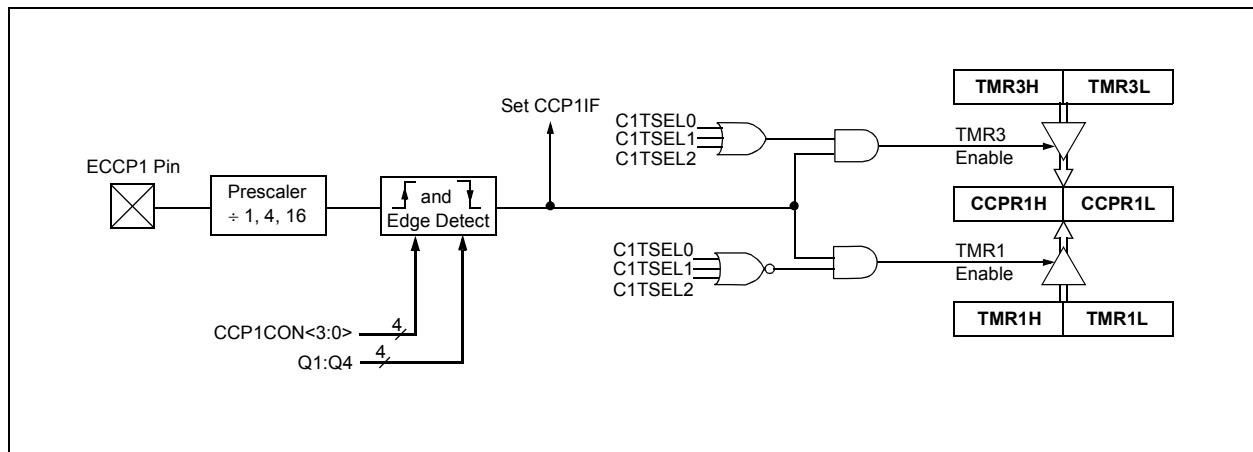 TMR3H TMR3L
Set CCP1IF
C1TSEL0
C1TSEL1
C1TSEL2
TMR3
Enable
ECCP1 Pin
Prescaler
÷ 1, 4, 16
and
Edge Detect
CCPR1H CCPR1L
C1TSEL0
C1TSEL1
C1TSEL2
TMR1
Enable
TMR1H TMR1L
CCP1CON<3:0> 4
Q1:Q4 4